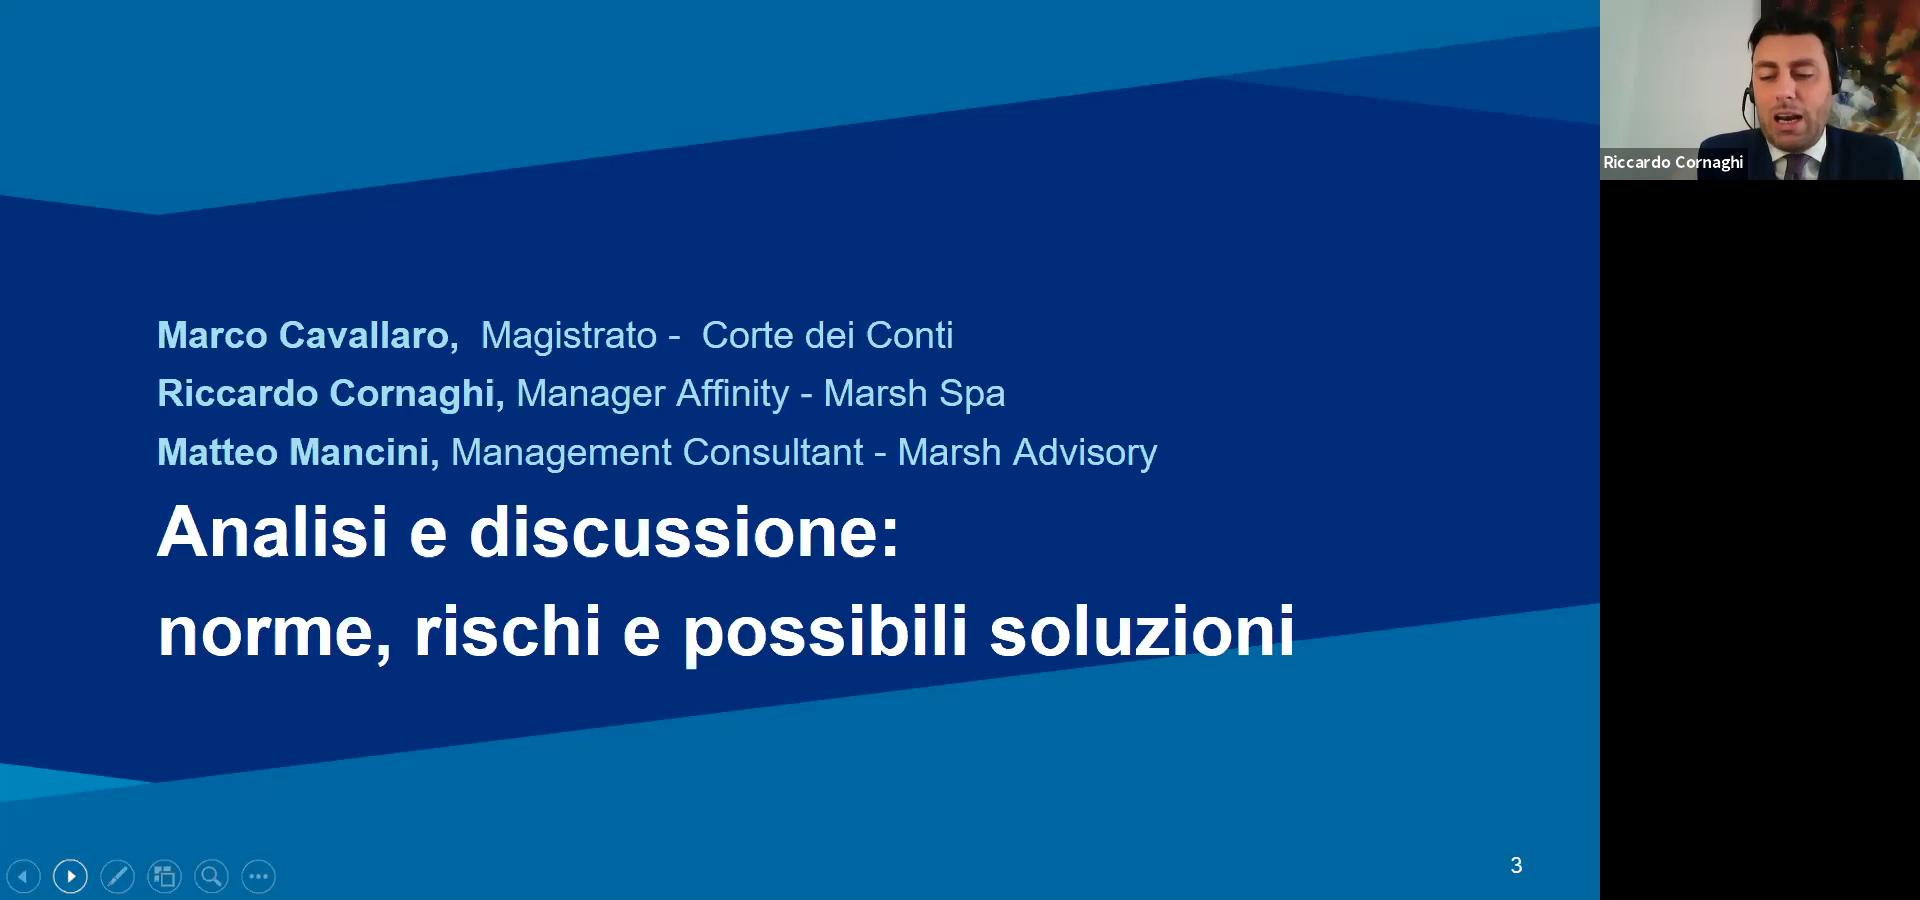 Riccardo Cornaghi
Marco Cavallaro, Magistrato - Corte dei Conti
Riccardo Cornaghi, Manager Affinity - Marsh Spa
Matteo Mancini, Management Consultant - Marsh Advisory
Analisi e discussione:
norme, rischi e possibili soluzioni
3